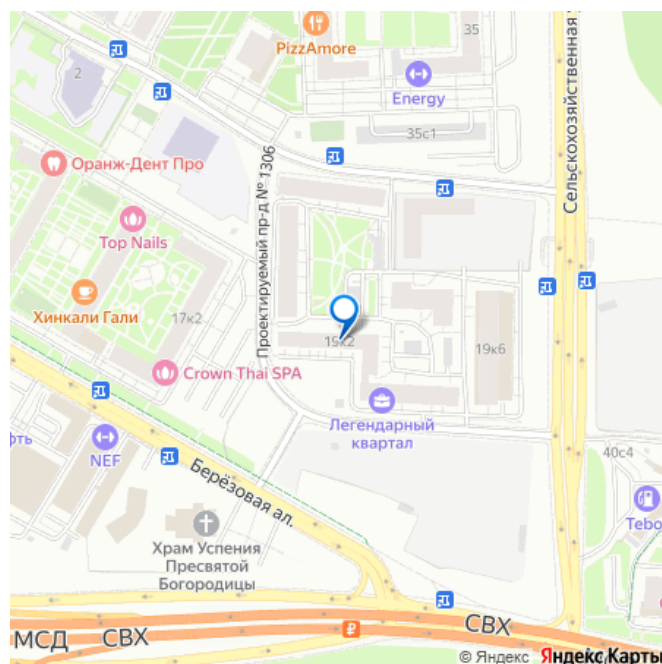 PizzAmore
35
2
Energy
35с1
Сельскохозяйственная
Оранж-Дент Про
Проектируемый пр-д № 1306
Top Nails
Хинкали Гали
17к2
19к2
19к6
Crown Thai SPA
Легендарный
квартал
NEF
40с4
Берёзовая ал.
Tebo
Храм Успения
Пресвятой
Богородицы
МСД
СВХ
СВХ
© Яндекс Яндекс Карты